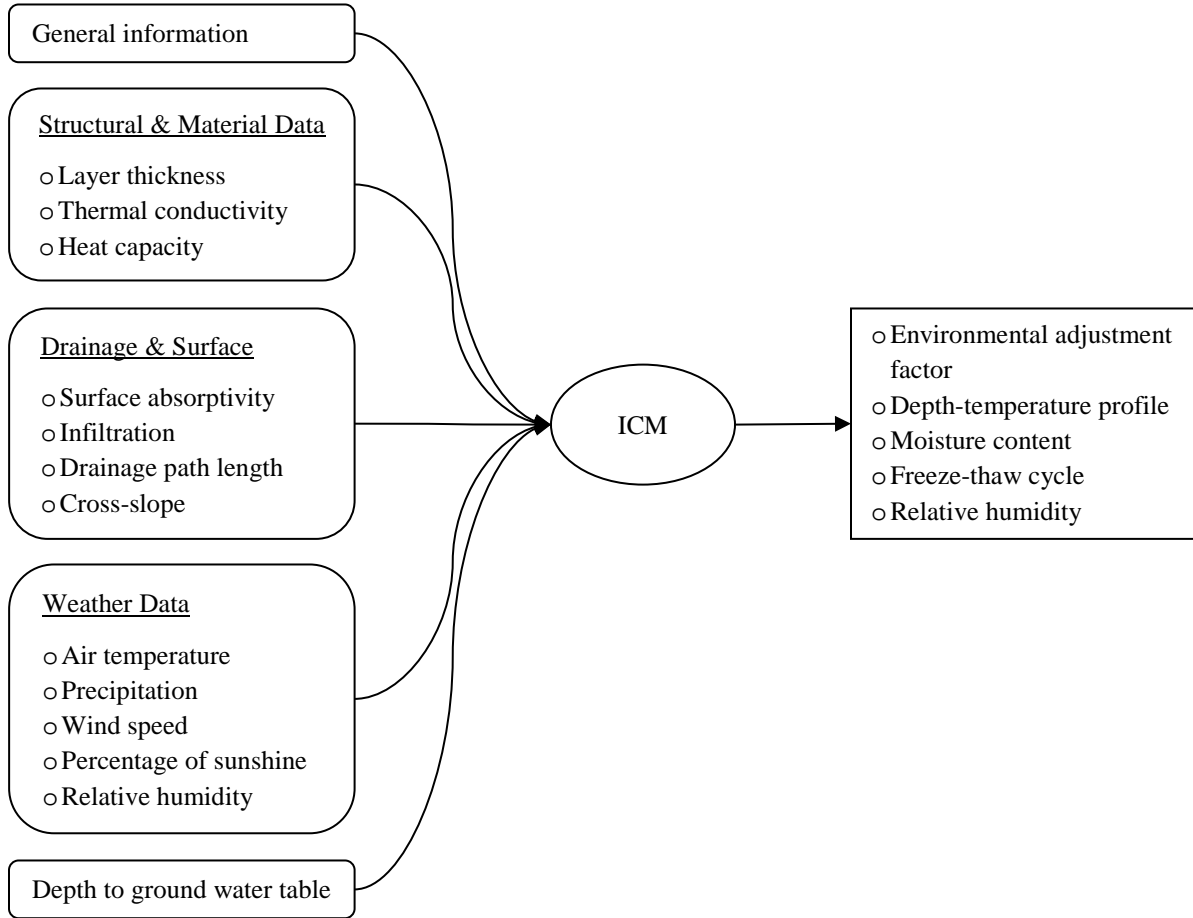 General information
Structural & Material Data
o Layer thickness
o Thermal conductivity
o Heat capacity
Drainage & Surface
o Surface absorptivity
o Infiltration
o Drainage path length
o Cross-slope
Weather Data
o Air temperature
o Precipitation
o Wind speed
o Percentage of sunshine
o Relative humidity
Depth to ground water table
ICM
o Environmental adjustment
factor
o Depth-temperature profile
o Moisture content
o Freeze-thaw cycle
o Relative humidity